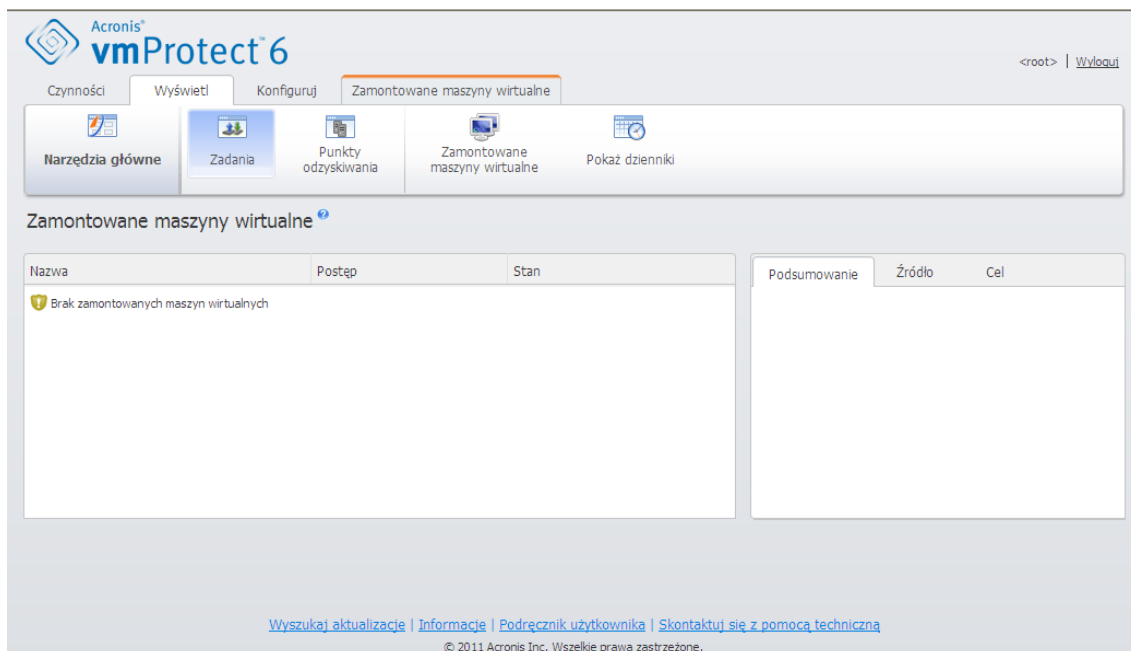 Acronis®
vmProtect™6
<root> | Wyloguj
Czynności Wyświetl Konfiguruj Zamontowane maszyny wirtualne
Narzędzia główne Zadania Punkty odzyskiwania Zamontowane maszyny wirtualne Pokaż dzienniki
Zamontowane maszyny wirtualne ?
Nazwa Postęp Stan
Brak zamontowanych maszyn wirtualnych
Podsumowanie Źródło Cel
Wyszukaj aktualizacje | Informacje | Podręcznik użytkownika | Skontaktuj się z pomocą techniczną
© 2011 Acronis Inc. Wszelkie prawa zastrzeżone.